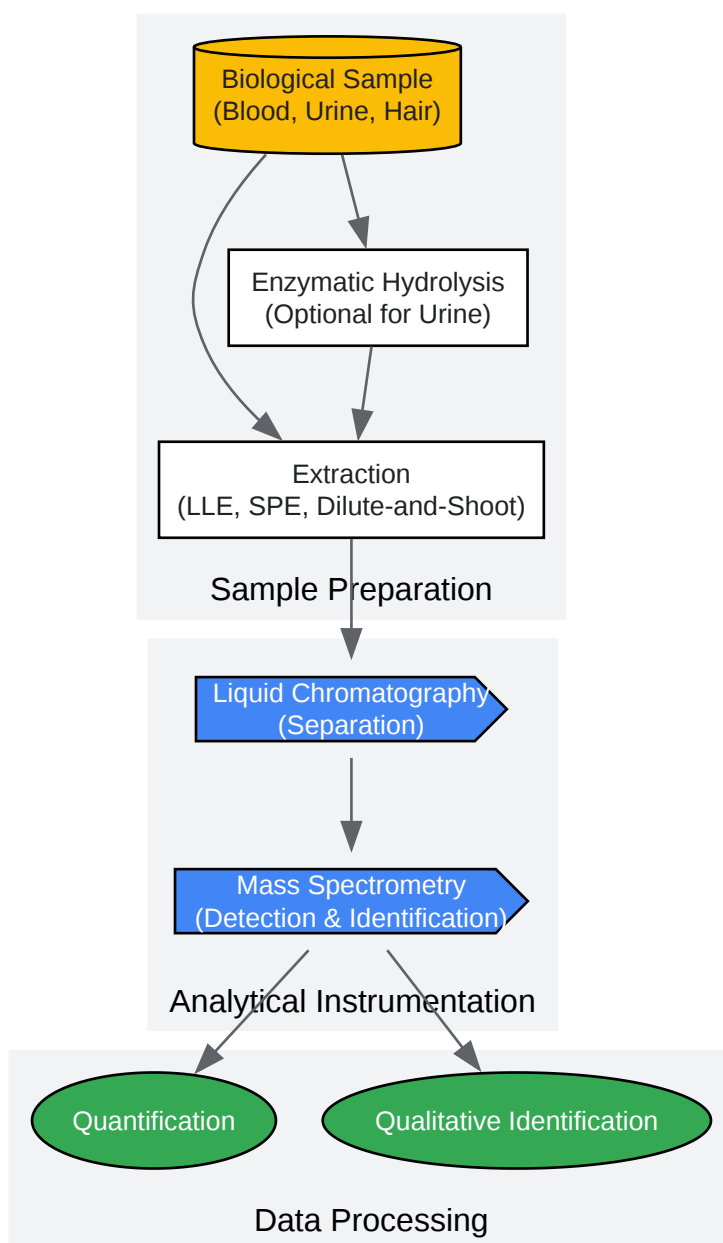 Biological Sample
(Blood, Urine, Hair)
Enzymatic Hydrolysis
(Optional for Urine)
Extraction
(LLE, SPE, Dilute-and-Shoot)
Sample Preparation
Liquid Chromatography
(Separation)
Mass Spectrometry
(Detection & Identification)
Analytical Instrumentation
Quantification
Qualitative Identification
Data Processing